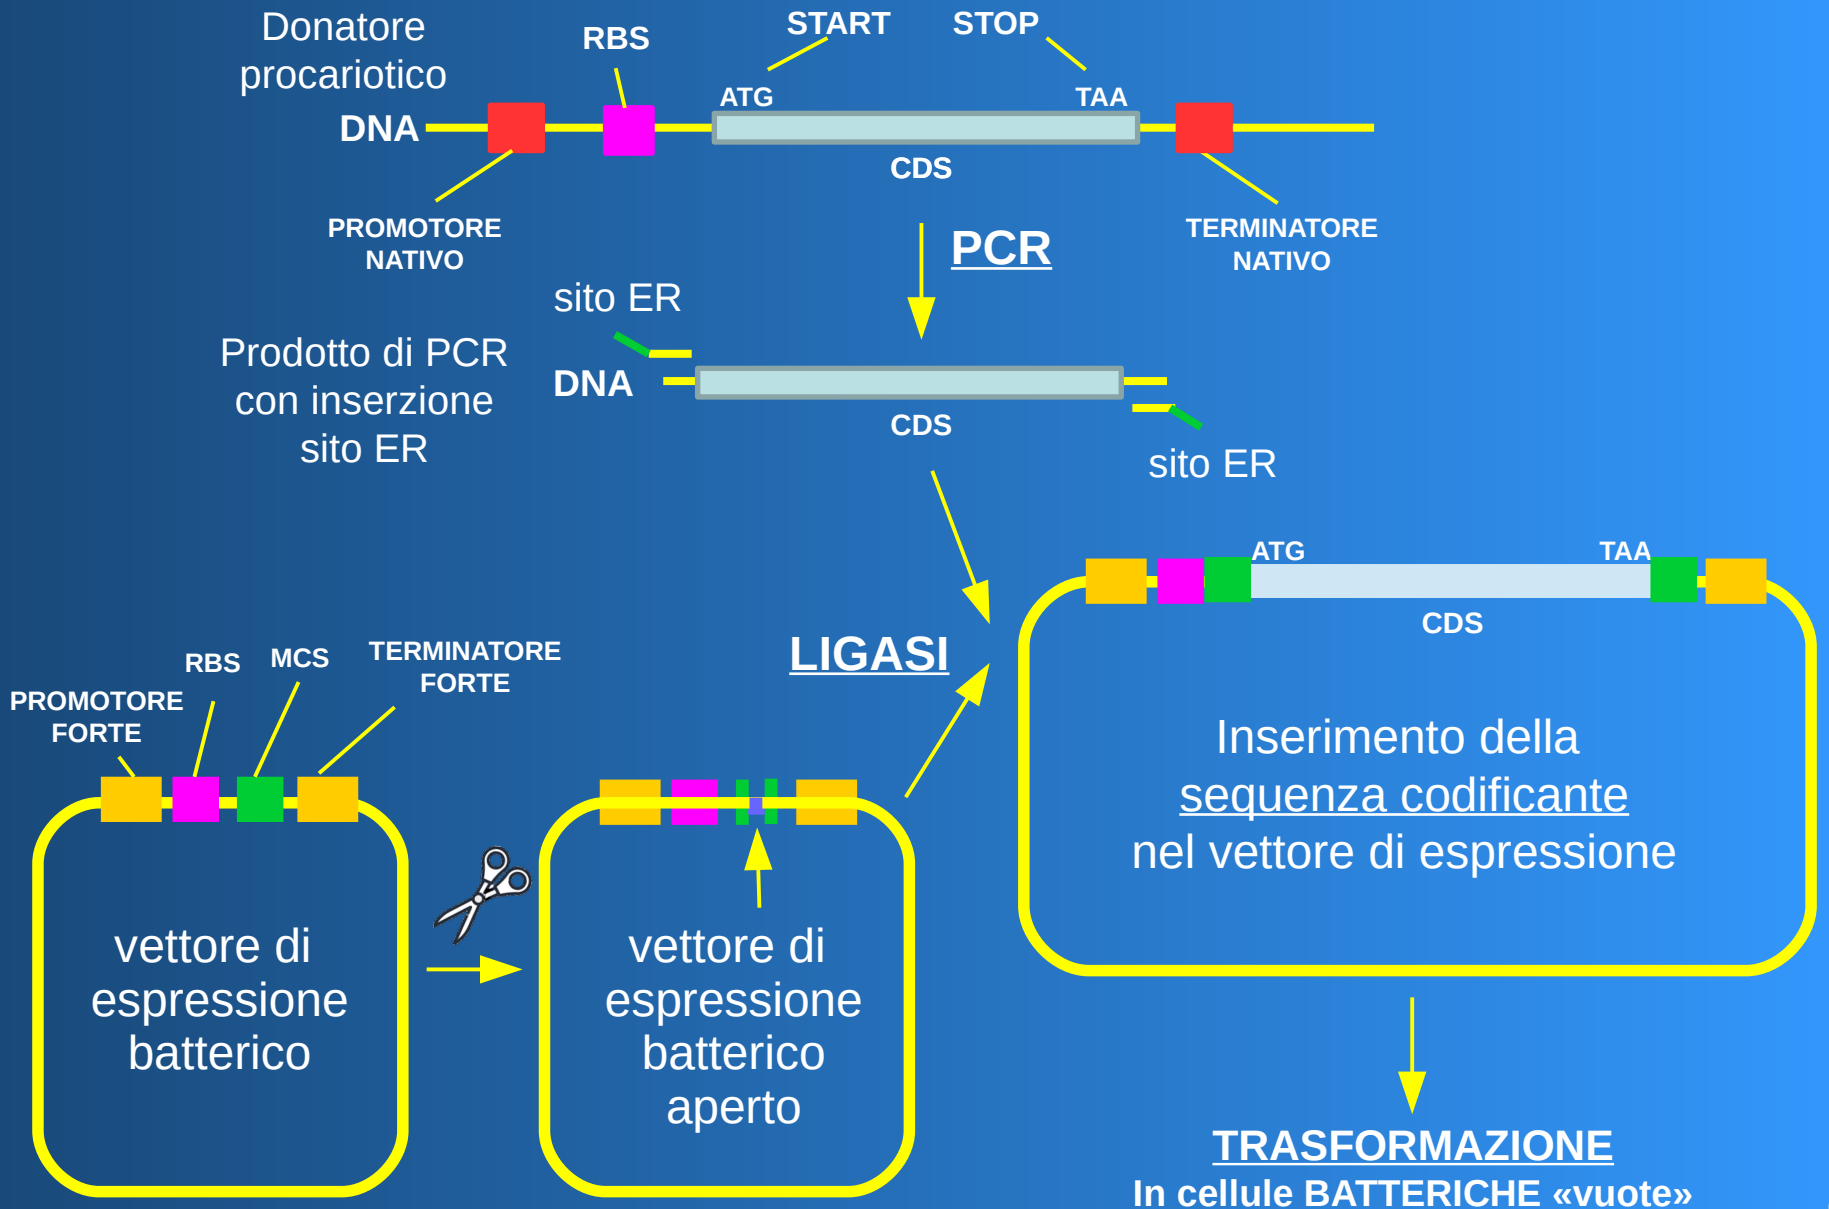 Donatore
procariotico
RBS
START
STOP
ATG
TAA
DNA
CDS
PROMOTORE
NATIVO
PCR
TERMINATORE
NATIVO
sito ER
Prodotto di PCR
con inserzione
sito ER
DNA
CDS
sito ER
ATG
TAA
CDS
LIGASI
RBS
MCS
TERMINATORE
FORTE
PROMOTORE
FORTE
Inserimento della
sequenza codificante
nel vettore di espressione
vettore di
espressione
batterico
vettore di
espressione
batterico
aperto
TRASFORMAZIONE
In cellule BATTERICHE «vuote»